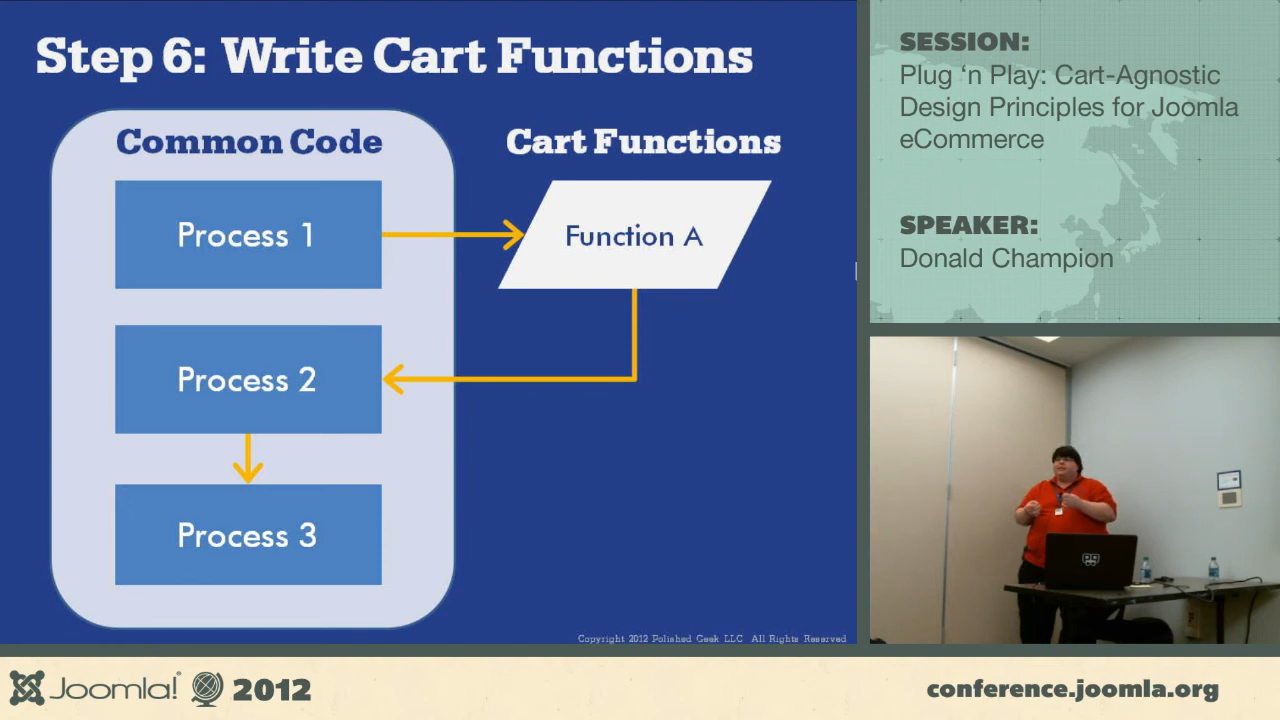 Step 6: Write Cart Functions
Common Code
Cart Functions
Process 1
Function A
Process 2
Process 3
Copyright 2012 Polished Geek LLC All Rights Reserved
SESSION:
Plug ‘n Play: Cart-Agnostic
Design Principles for Joomla
eCommerce
SPEAKER:
Donald Champion
Joomla! 2012
conference.joomla.org